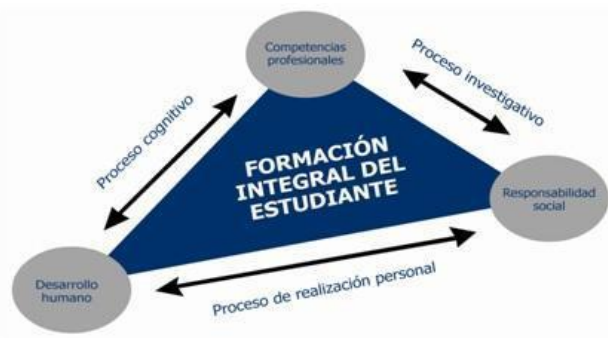 Competencias
profesionales
Proceso investigativo
Proceso cognitivo
FORMACIÓN
INTEGRAL DEL
ESTUDIANTE
Responsabilidad
social
Desarrollo
humano
Proceso de realización personal